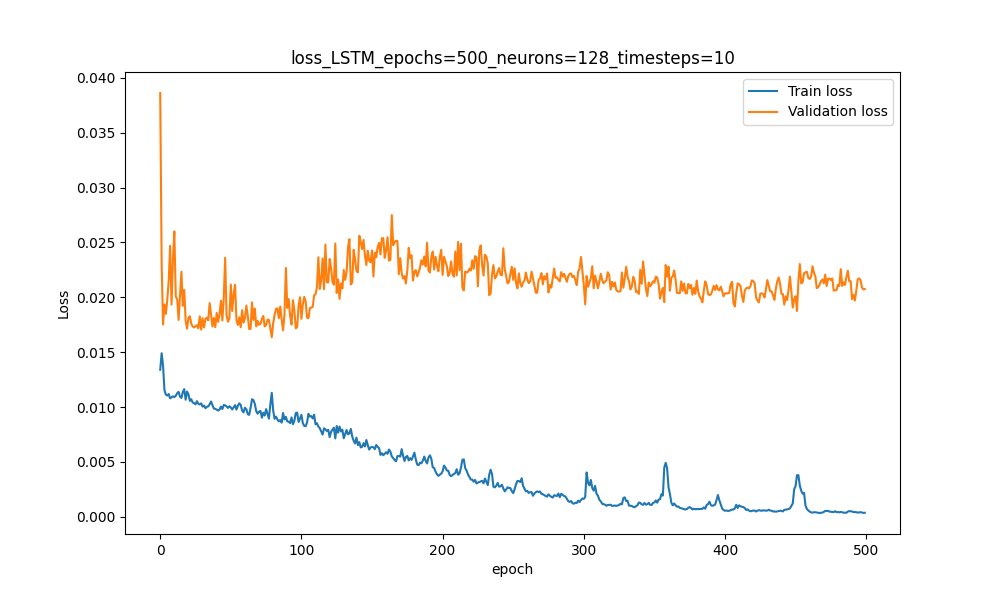 loss_LSTM_epochs=500_neurons=128_timesteps=10
Train loss
Validation loss
0.040
0.035
0.030
0.025
0.020
0.015
0.010
0.005
0.000
Loss
0 100 200 300 400 500
epoch